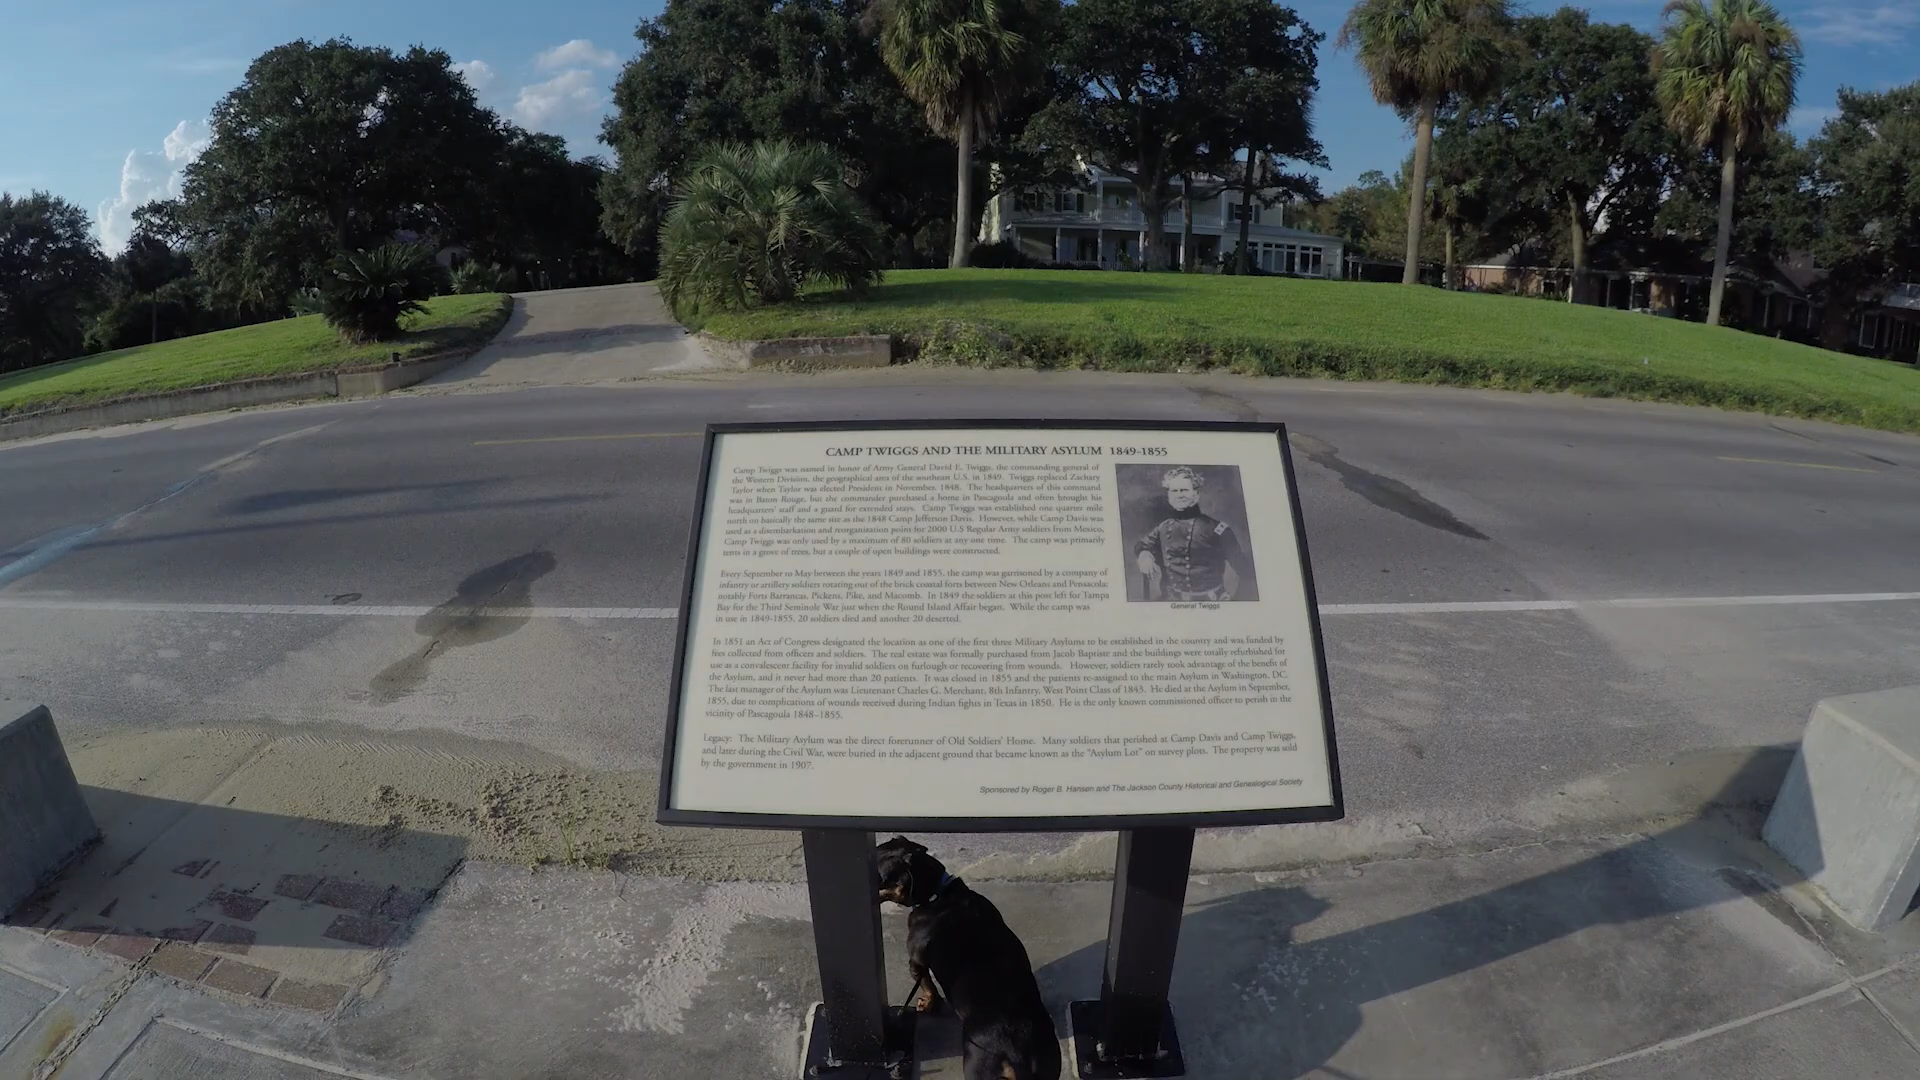 CAMP TWIGGS AND THE MILITARY ASYLUM 1849-1855
Camp Twiggs was named in honor of Army General David E. Twiggs, the commanding general of
the Western Division, the geographical area of the southeast U.S. in 1849. Twiggs replaced Zachary
Taylor when Taylor was elected President in November, 1848. The headquarters of this command
was in Baton Rouge, but the commander purchased a home in Pascagoula and often brought his
headquarters' staff and a guard for extended stays. Camp Twiggs was established one quarter mile
north on basically the same site as the 1848 Camp Jefferson Davis. However, while Camp Davis was
used as a disembarkation and reorganization point for 2000 U.S Regular Army soldiers from Mexico,
Camp Twiggs was only used by a maximum of 80 soldiers at any one time. The camp was primarily
tents in a grove of trees, but a couple of open buildings were constructed.
Every September to May between the years 1849 and 1855, the camp was garrisoned by a company of
infantry or artillery soldiers rotating out of the brick coastal forts between New Orleans and Pensacola:
notably Forts Barrancas, Pickens, Pike, and Macomb. In 1849 the soldiers at this post left for Tampa
Bay for the Third Seminole War just when the Round Island Affair began. While the camp was
in use in 1849-1855, 20 soldiers died and another 20 deserted.
General Twiggs
In 1851 an Act of Congress designated the location as one of the first three Military Asylums to be established in the country and was funded by
fees collected from officers and soldiers. The real estate was formally purchased from Jacob Baptiste and the buildings were totally refurbished for
use as a convalescent facility for invalid soldiers on furlough or recovering from wounds. However, soldiers rarely took advantage of the benefit of
the Asylum, and it never had more than 20 patients. It was closed in 1855 and the patients re-assigned to the main Asylum in Washington, DC.
The last manager of the Asylum was Lieutenant Charles G. Merchant, 8th Infantry, West Point Class of 1843. He died at the Asylum in September,
1855, due to complications of wounds received during Indian fights in Texas in 1850. He is the only known commissioned officer to perish in the
vicinity of Pascagoula 1848-1855.
Legacy: The Military Asylum was the direct forerunner of Old Soldiers' Home. Many soldiers that perished at Camp Davis and Camp Twiggs,
and later during the Civil War, were buried in the adjacent ground that became known as the "Asylum Lot" on survey plots. The property was sold
by the government in 1907.
Sponsored by Roger B. Hansen and The Jackson County Historical and Genealogical Society